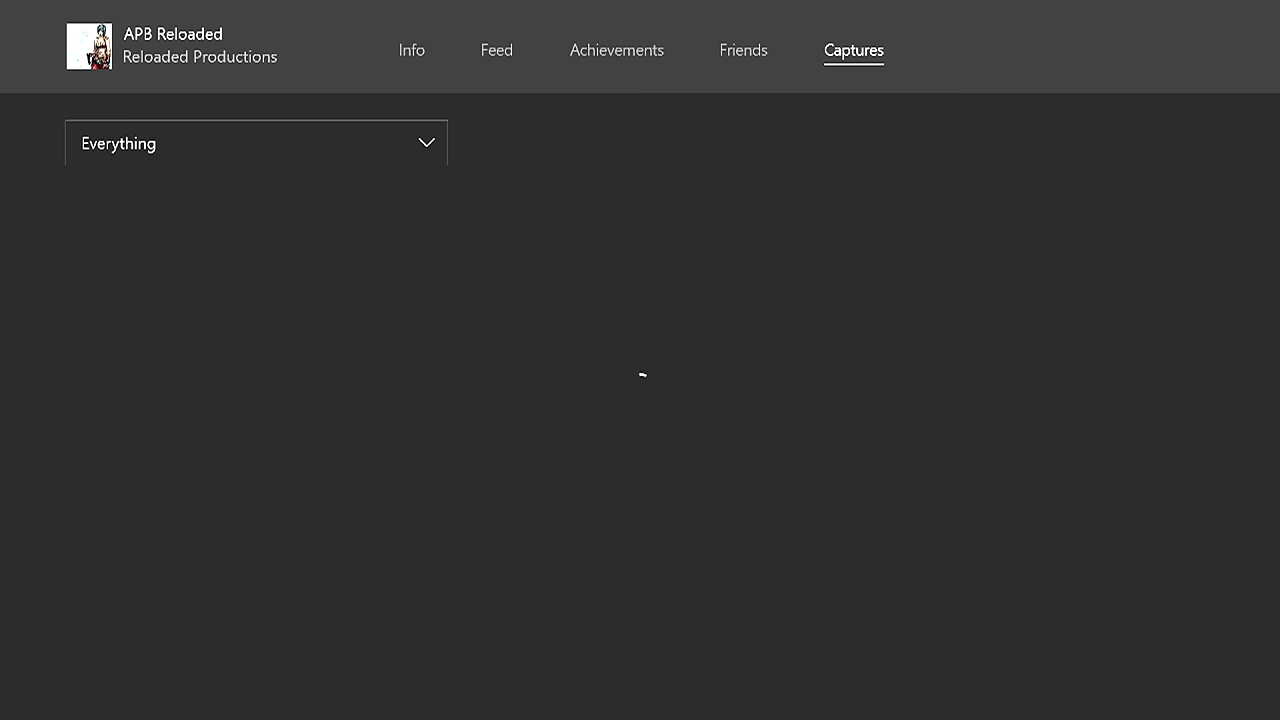 APB Reloaded
Reloaded Productions
Info
Feed
Achievements
Friends
Captures
Everything